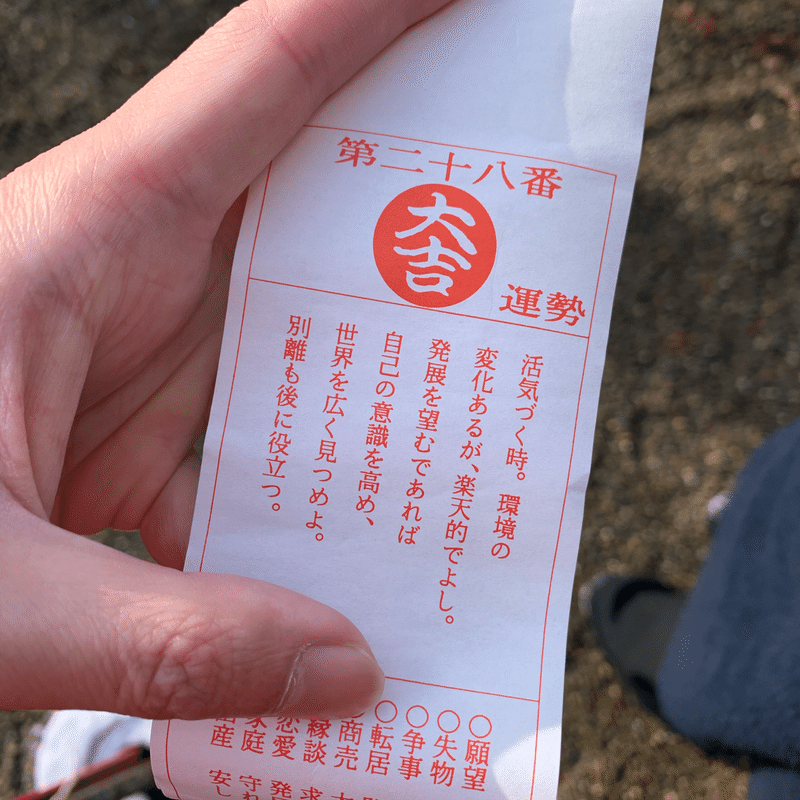 第二十八番
大吉
運勢
活気づく時。環境の
変化あるが、楽天的でよし。
発展を望むであれば
自己の意識を高め、
世界を広く見つめよ。
別離も後に役立つ。
○願望
○失物
○争事
○転居
商売
縁談
恋愛
家庭